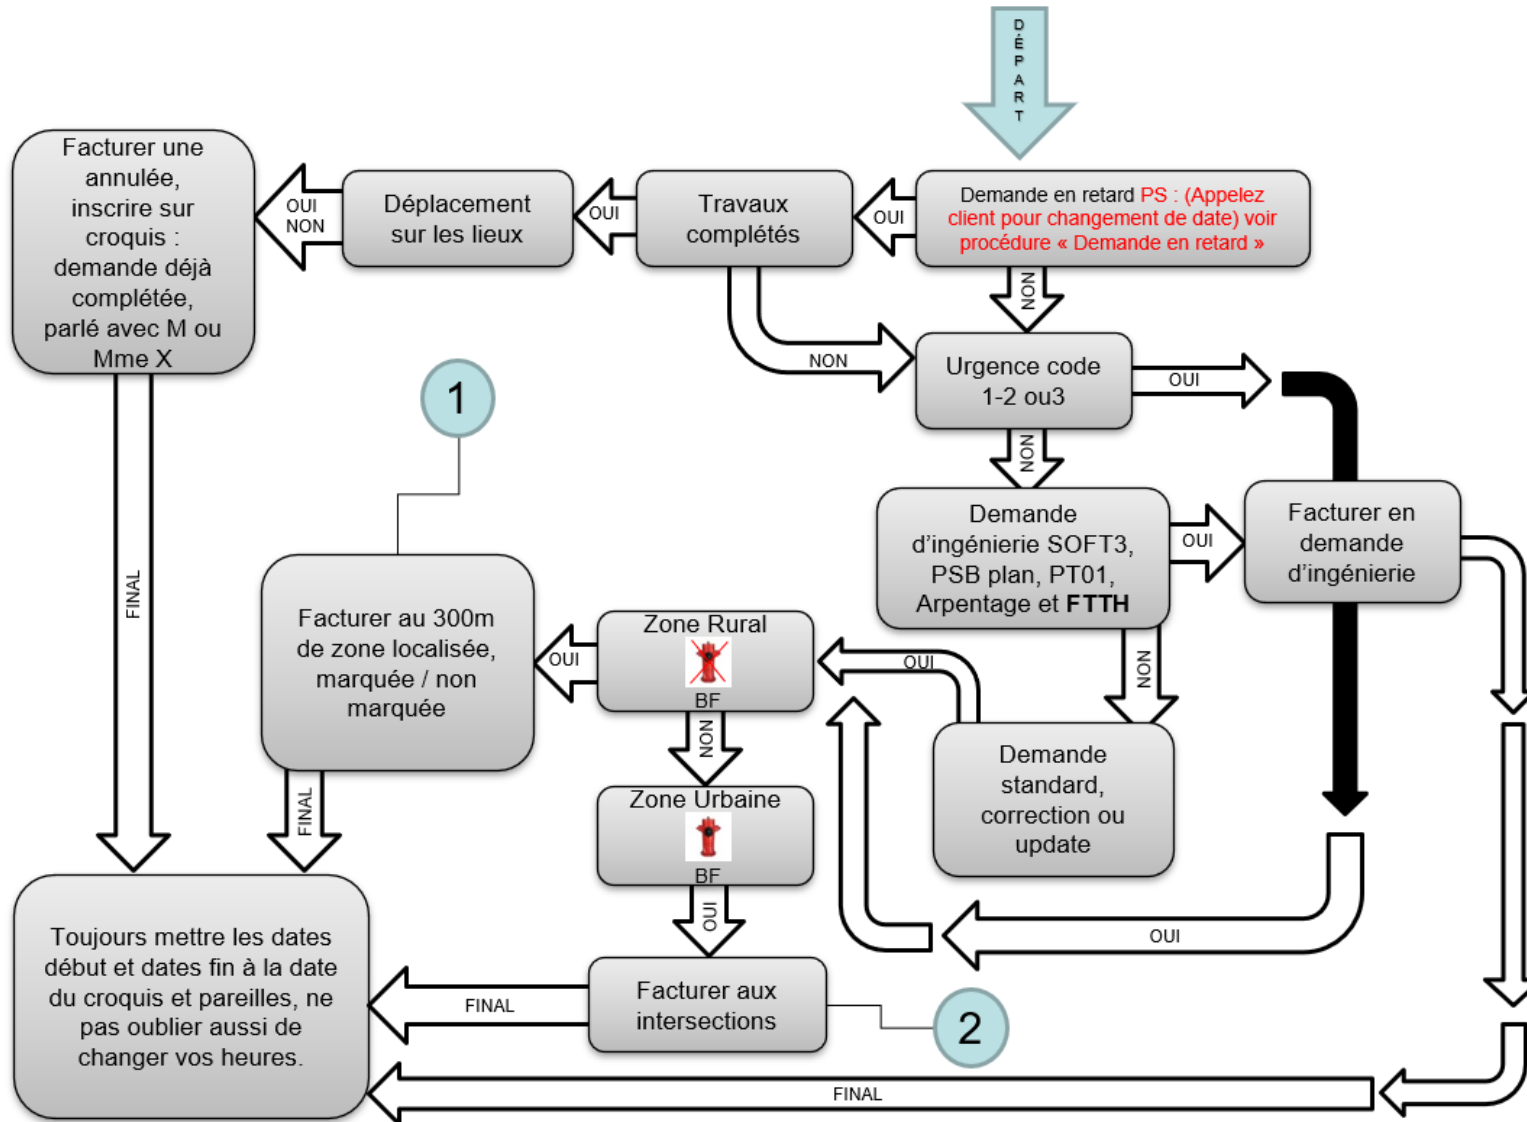 DÉPART
Demande en retard PS : (Appelez
client pour changement de date) voir
procédure « Demande en retard »
OUI
Travaux
complétés
OUI
Déplacement
sur les lieux
OUI
NON
Facturer une
annulée,
inscrire sur
croquis :
demande déjà
complétée,
parlé avec M ou
Mme X
NON
NON
Urgence code
1-2 ou3
OUI
1
NON
Demande
d'ingénierie SOFT3,
PSB plan, PT01,
Arpentage et FTTH
OUI
Facturer en
demande
d'ingénierie
FINAL
Facturer au 300m
de zone localisée,
marquée / non
marquée
OUI
Zone Rural
BF
OUI
NON
NON
Demande
standard,
correction ou
update
FINAL
Zone Urbaine
BF
OUI
OUI
Toujours mettre les dates
début et dates fin à la date
du croquis et pareilles, ne
pas oublier aussi de
changer vos heures.
FINAL
Facturer aux
intersections
2
FINAL